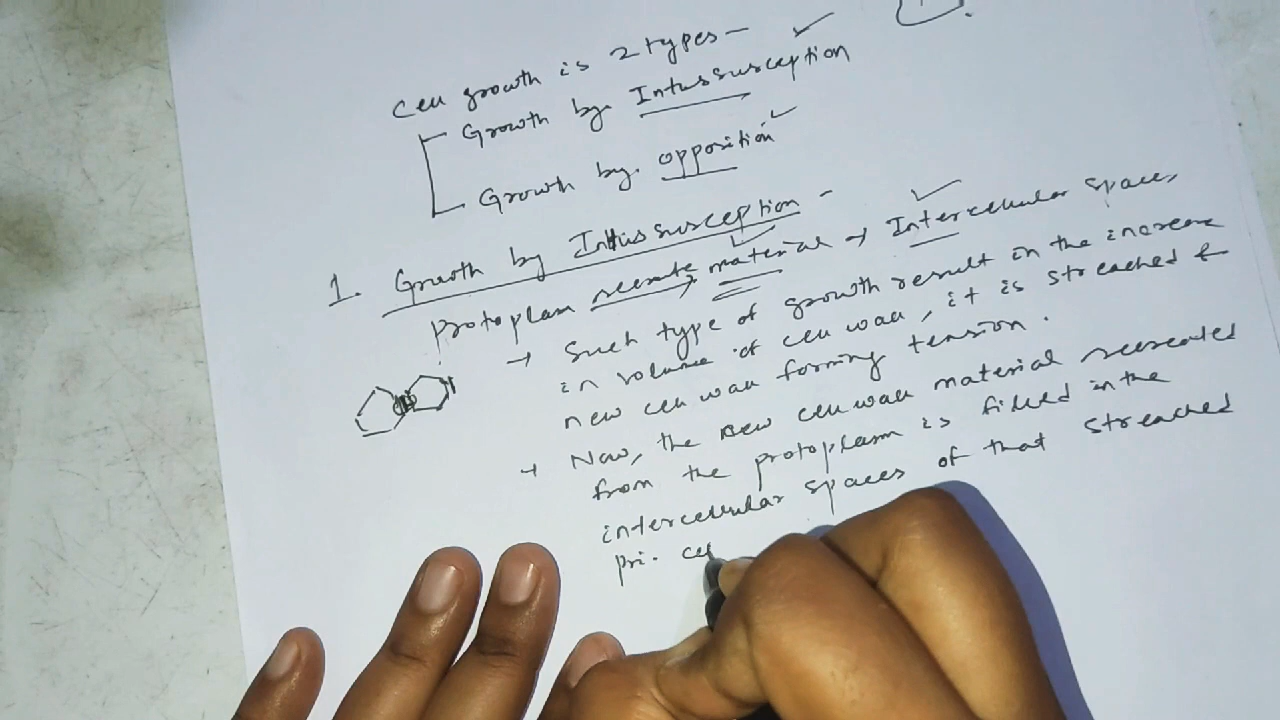 Cell growth is 2 types —
Growth by. Intussusception
Growth by. opposition
1. Growth by Intussusception -
protoplasm secrete material → Intercellular spaces
→ Such type of growth result in the increase
in volume of cell wall, it is streached &
new cell wall forming tension.
→ Now, the new cell wall material secreated
from the protoplasm is filled in the
intercellular spaces of that streached
pri. cell